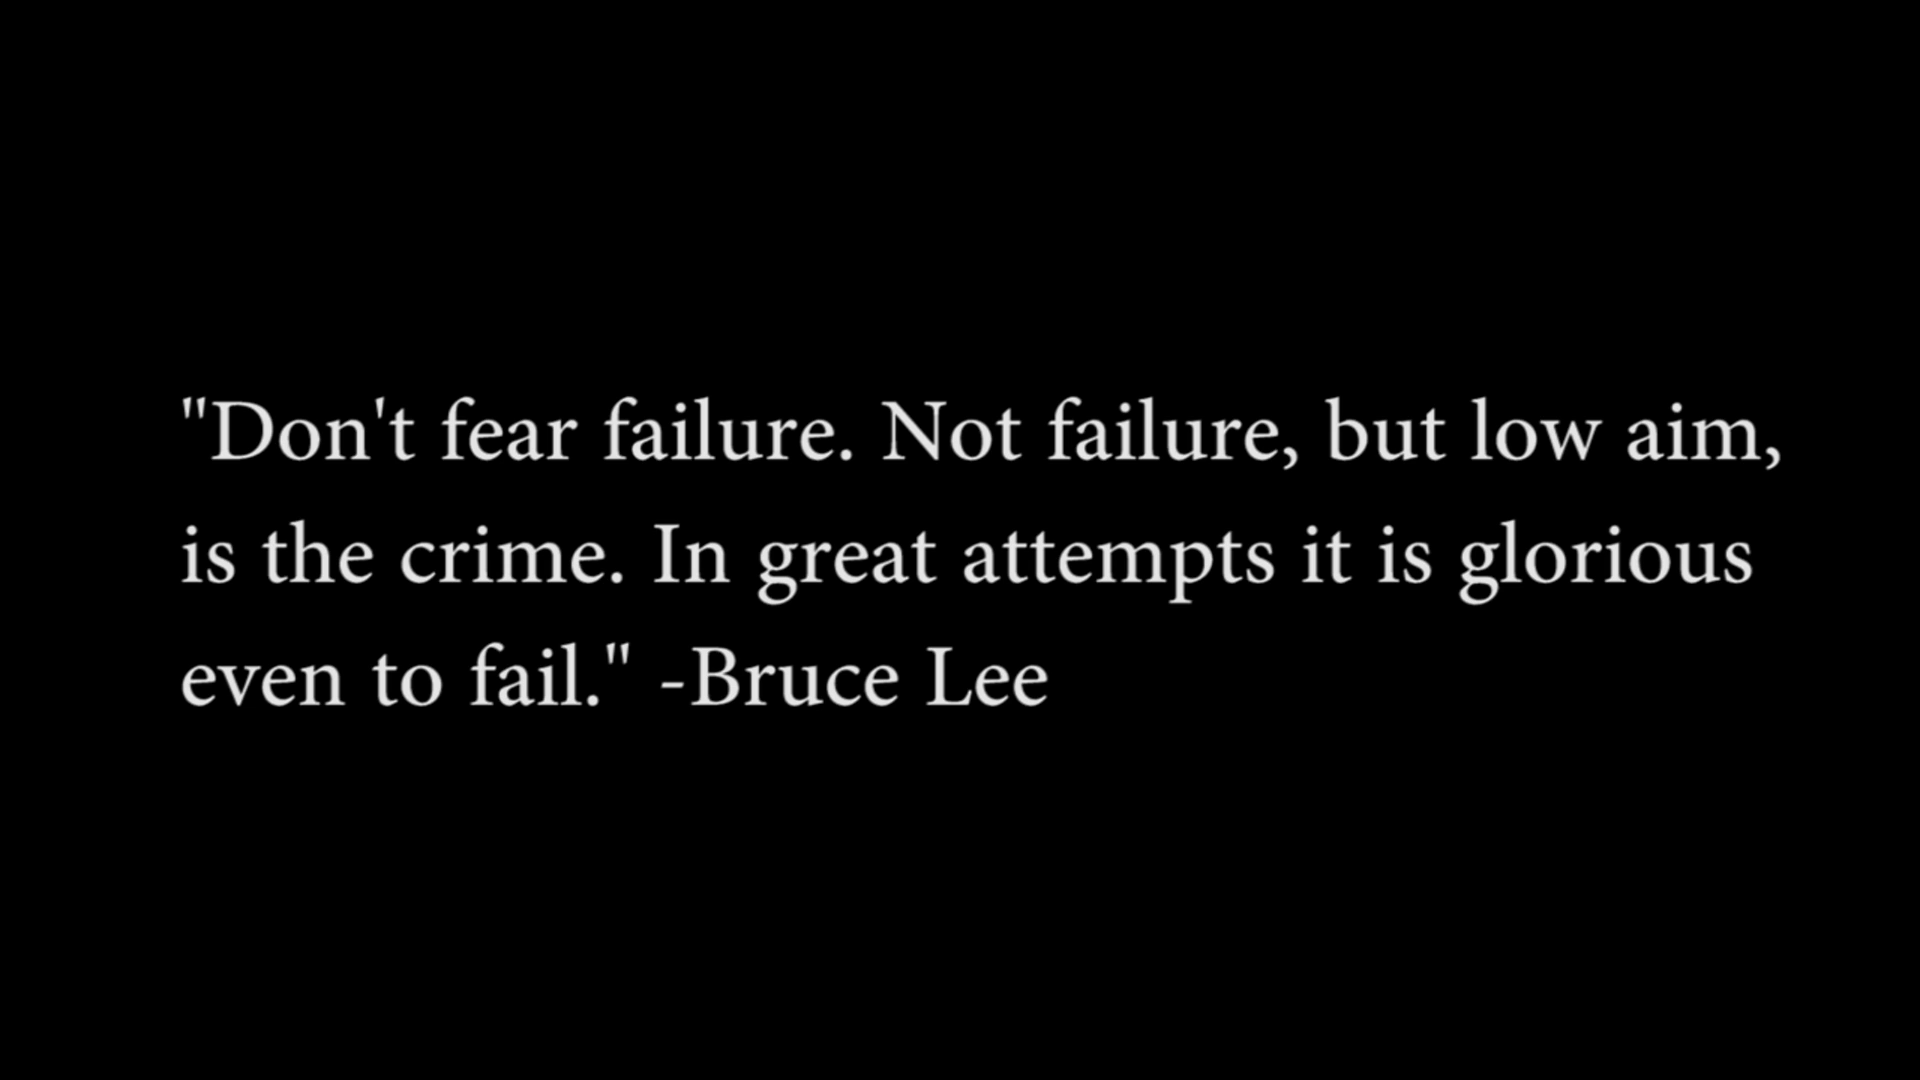 "Don't fear failure. Not failure, but low aim,
is the crime. In great attempts it is glorious
even to fail." -Bruce Lee